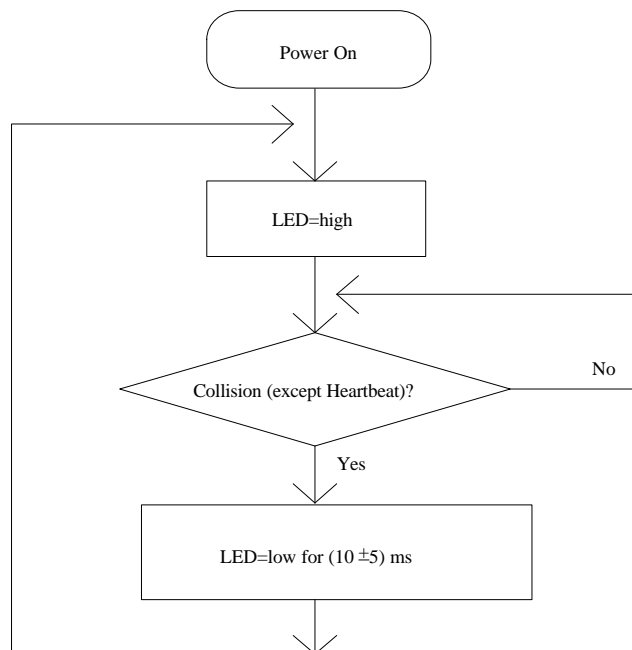 Power On
LED=high
Collision (except Heartbeat)?
No
Yes
LED=low for (10 ±5) ms